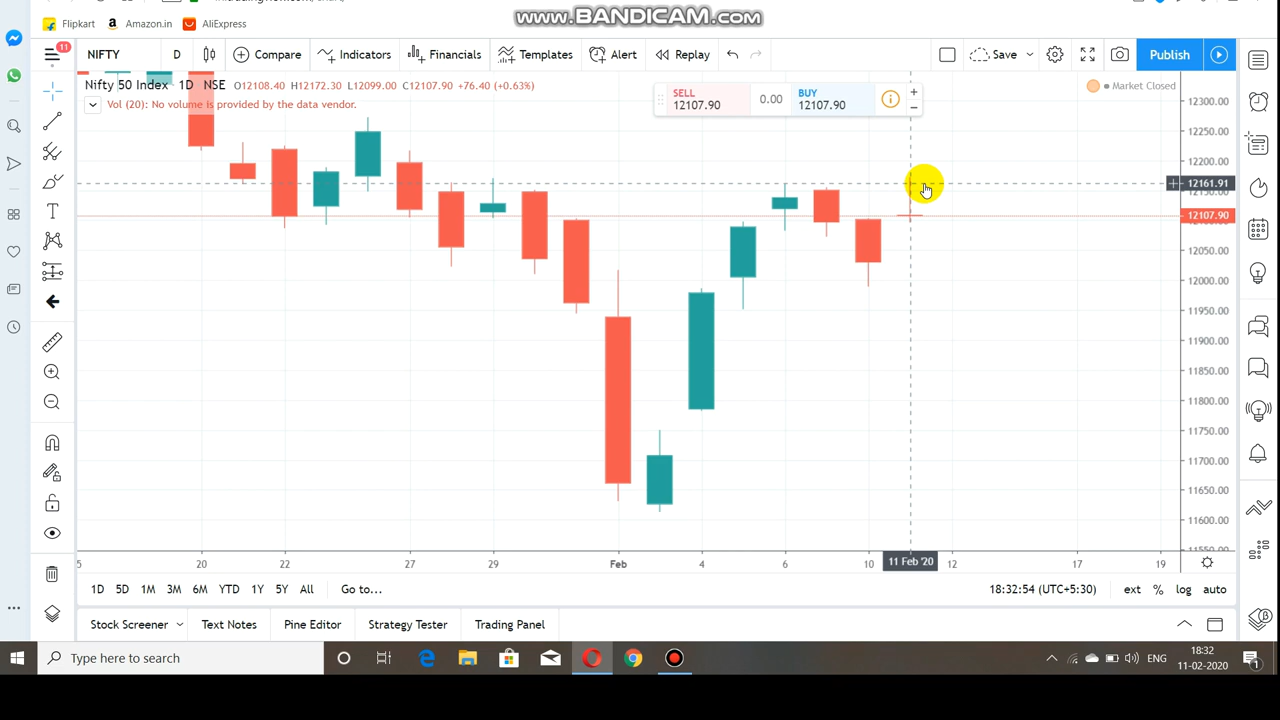 www.BANDICAM.com
Flipkart
Amazon.in
AliExpress
11
NIFTY
D
Compare
Indicators
Financials
Templates
Alert
Replay
Save
Publish
Nifty 50 Index 1D NSE O12108.40 H12172.30 L12099.00 C12107.90 +76.40 (+0.63%)
Vol (20): No volume is provided by the data vendor.
SELL
12107.90
0.00
BUY
12107.90
Market Closed
12300.00
12250.00
12200.00
12161.91
12107.90
12050.00
12000.00
11950.00
11900.00
11850.00
11800.00
11750.00
11700.00
11650.00
11600.00
11550.00
5
20
22
27
29
Feb
4
6
10
11 Feb '20
12
17
19
1D 5D 1M 3M 6M YTD 1Y 5Y All Go to...
18:32:54 (UTC+5:30) ext % log auto
Stock Screener
Text Notes
Pine Editor
Strategy Tester
Trading Panel
Type here to search
ENG
18:32
11-02-2020
1